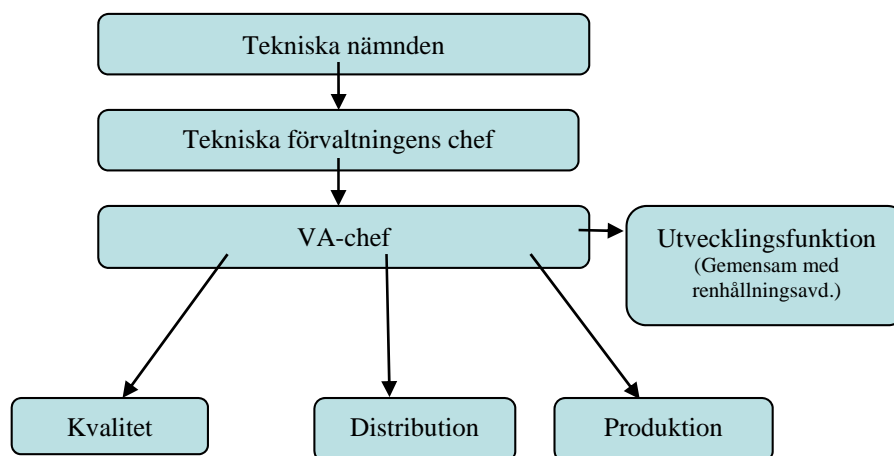 Tekniska nämnden
Tekniska förvaltningens chef
VA-chef
Utvecklingsfunktion
(Gemensam med
renhållningsavd.)
Kvalitet
Distribution
Produktion